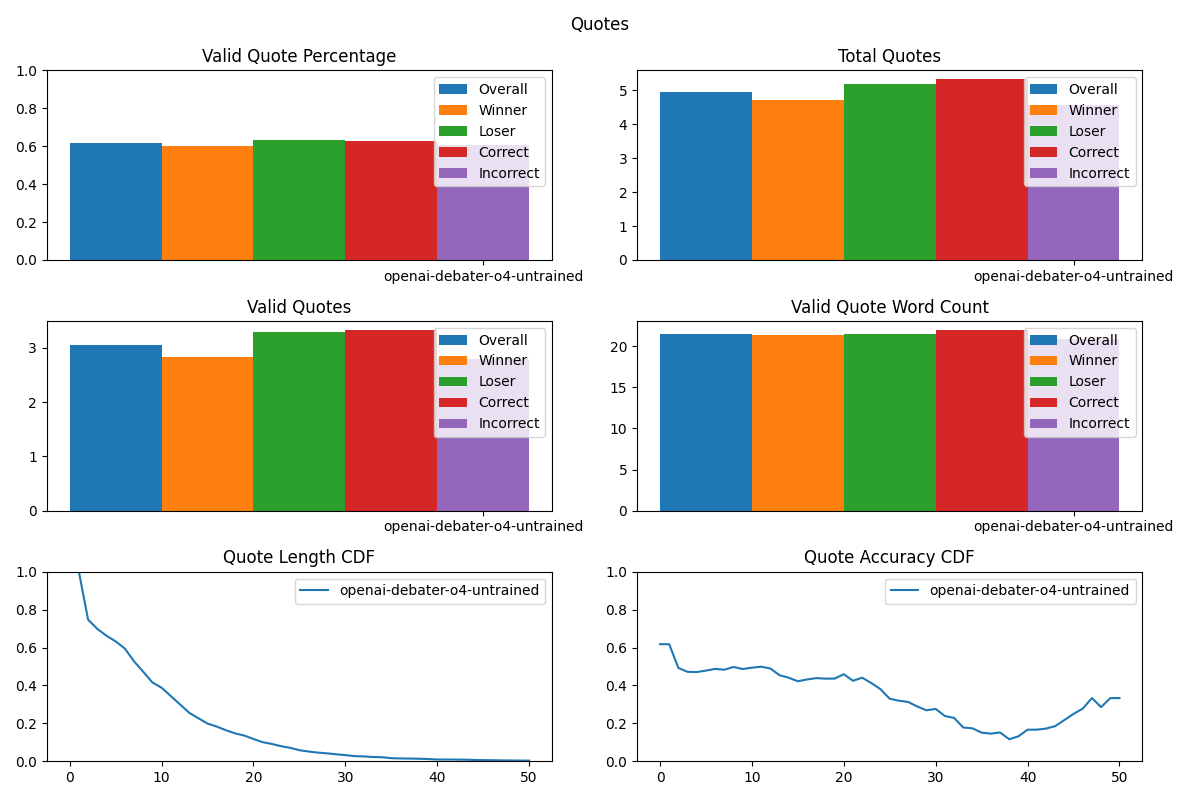 Quotes
Valid Quote Percentage
1.0
0.8
0.6
0.4
0.2
0.0
Overall
Winner
Loser
Correct
Incorrect
openai-debater-o4-untrained
Total Quotes
5
4
3
2
1
0
Overall
Winner
Loser
Correct
Incorrect
openai-debater-o4-untrained
Valid Quotes
3
2
1
0
Overall
Winner
Loser
Correct
Incorrect
openai-debater-o4-untrained
Valid Quote Word Count
20
15
10
5
0
Overall
Winner
Loser
Correct
Incorrect
openai-debater-o4-untrained
Quote Length CDF
1.0
0.8
0.6
0.4
0.2
0.0
openai-debater-o4-untrained
0 10 20 30 40 50
Quote Accuracy CDF
1.0
0.8
0.6
0.4
0.2
0.0
openai-debater-o4-untrained
0 10 20 30 40 50